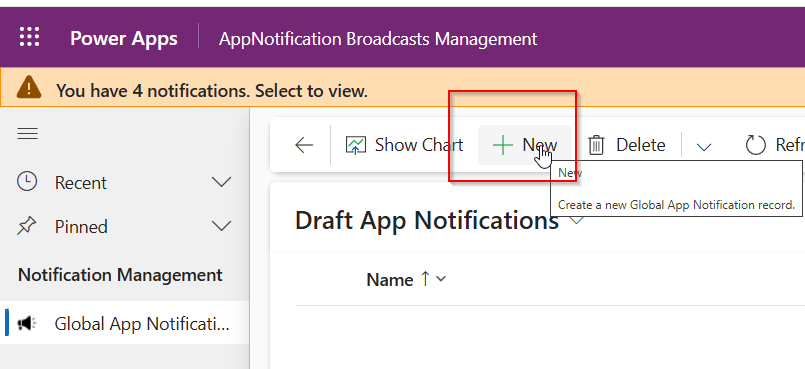 Power Apps
AppNotification Broadcasts Management
You have 4 notifications. Select to view.
Show Chart
New
Delete
Refr
Recent
New
Create a new Global App Notification record.
Pinned
Draft App Notifications
Notification Management
Name
Global App Notificati...